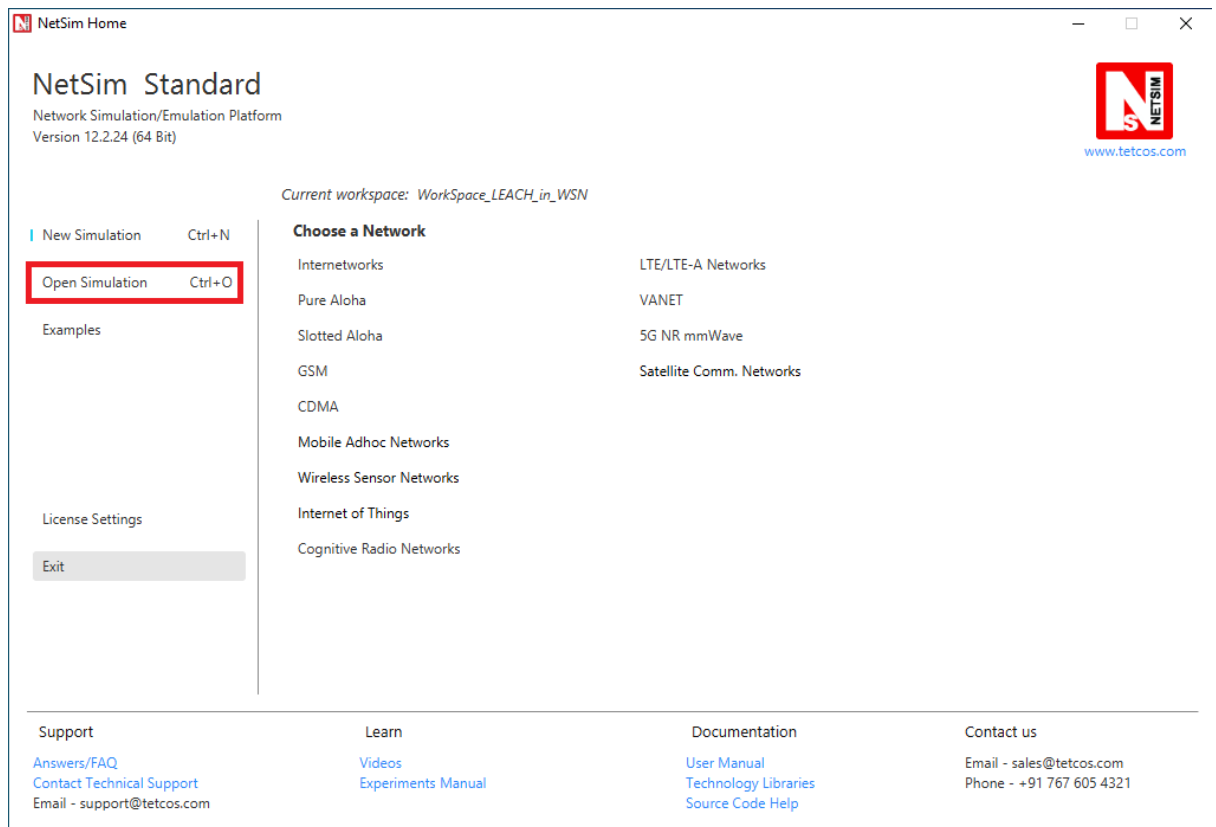 NetSim Home
NetSim Standard
Network Simulation/Emulation Platform
Version 12.2.24 (64 Bit)
NS NETSIM
www.tetcos.com
Current workspace: WorkSpace_LEACH_in_WSN
New Simulation Ctrl+N
Open Simulation Ctrl+O
Examples
License Settings
Exit
Choose a Network
Internetworks
Pure Aloha
Slotted Aloha
GSM
CDMA
Mobile Adhoc Networks
Wireless Sensor Networks
Internet of Things
Cognitive Radio Networks
LTE/LTE-A Networks
VANET
5G NR mmWave
Satellite Comm. Networks
Support
Answers/FAQ
Contact Technical Support
Email - support@tetcos.com
Learn
Videos
Experiments Manual
Documentation
User Manual
Technology Libraries
Source Code Help
Contact us
Email - sales@tetcos.com
Phone - +91 767 605 4321